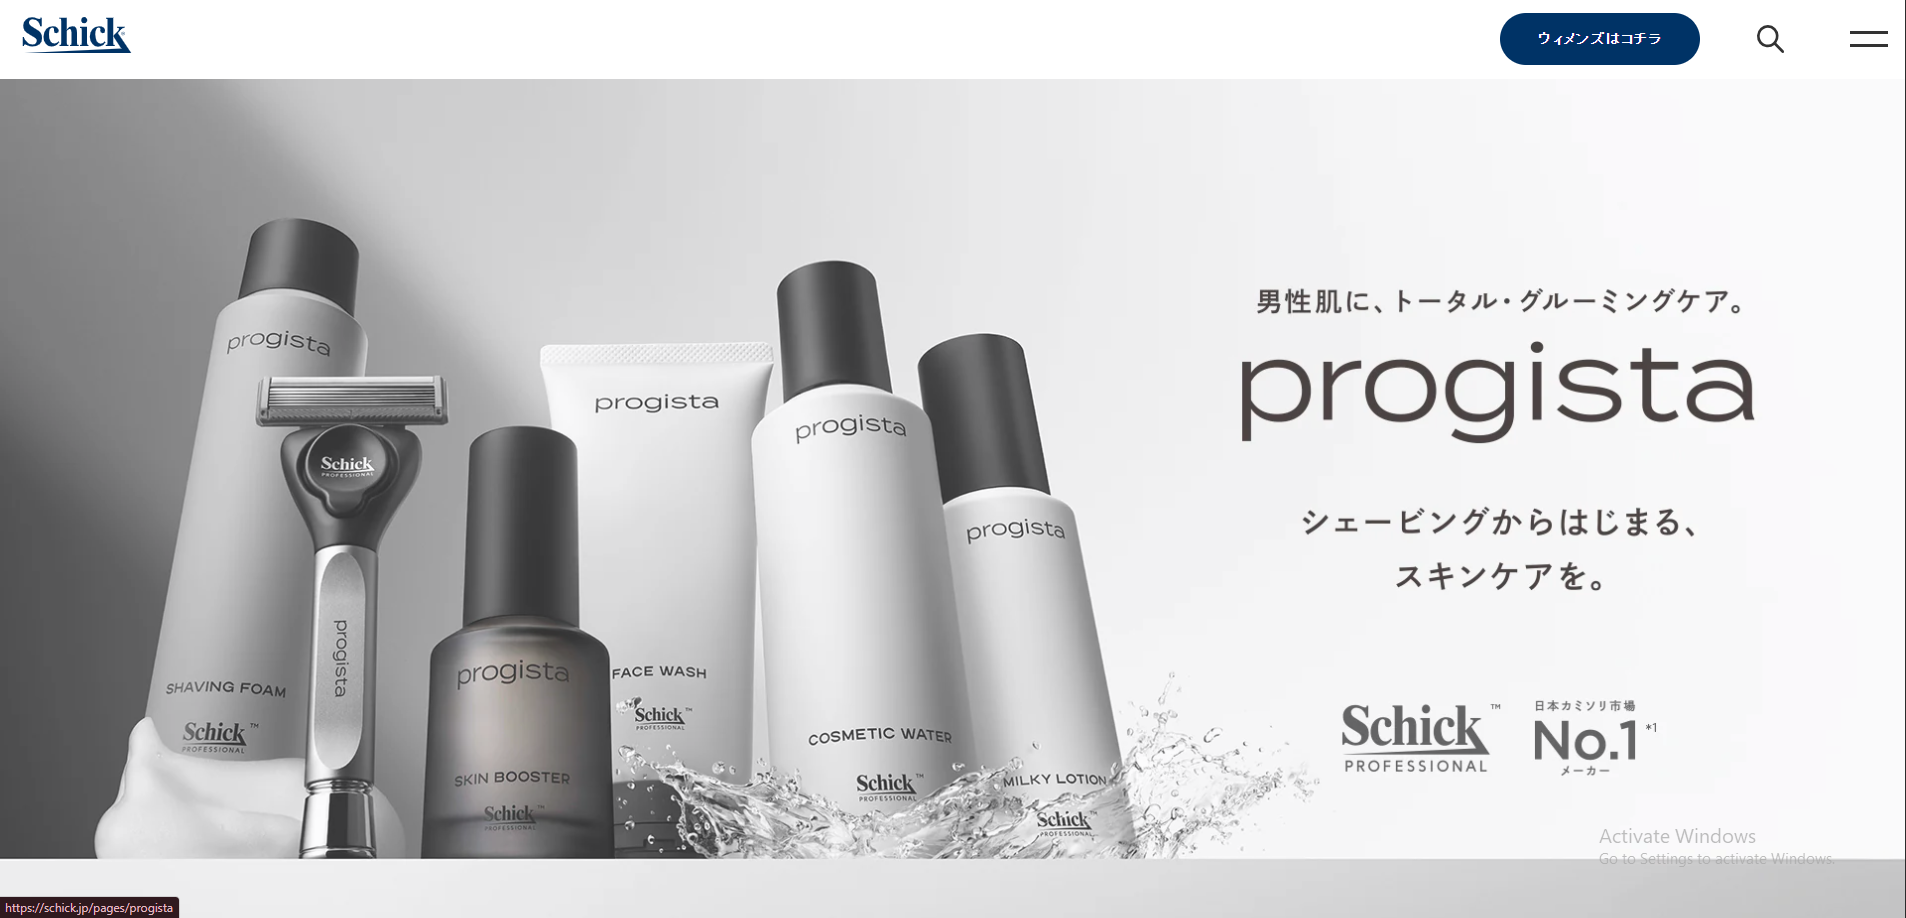 Schick
ウィメンズはコチラ
男性肌に、トータル・グルーミングケア。
progista
シェービングからはじまる、
スキンケアを。
Schick™
PROFESSIONAL
日本カミソリ市場
No.1 *1
メーカー
progista
SHAVING FOAM
Schick™
PROFESSIONAL
Schick
PROFESSIONAL
progista
progista
SKIN BOOSTER
Schick™
PROFESSIONAL
progista
FACE WASH
Schick™
PROFESSIONAL
progista
COSMETIC WATER
Schick™
PROFESSIONAL
progista
MILKY LOTION
Schick™
PROFESSIONAL
Activate Windows
Go to Settings to activate Windows.
https://schick.jp/pages/progista